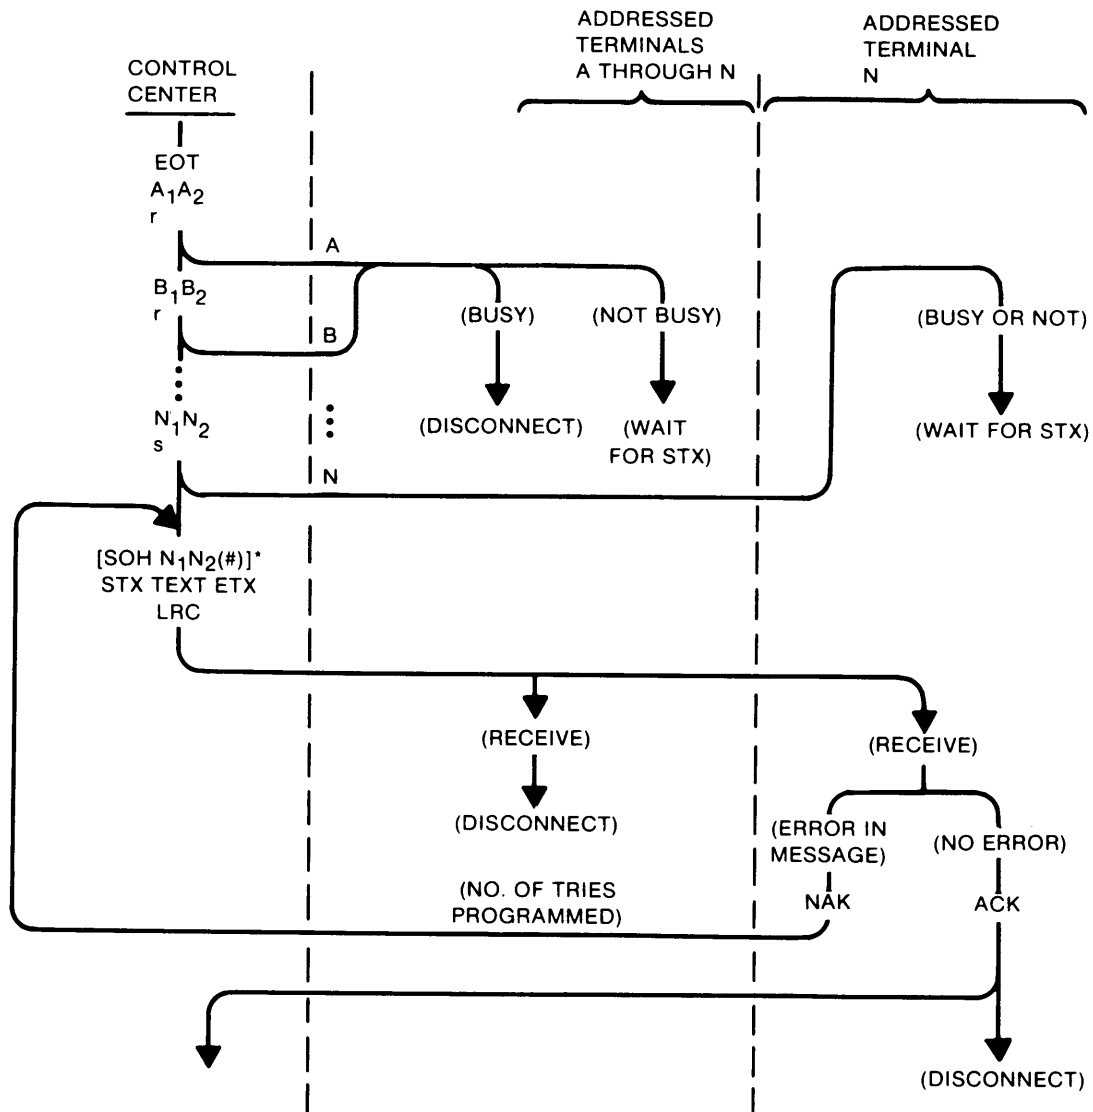 ADDRESSED
TERMINALS
A THROUGH N
ADDRESSED
TERMINAL
N
CONTROL
CENTER
EOT
A₁A₂
r
A
B₁B₂
r
(BUSY)
(NOT BUSY)
(BUSY OR NOT)
B
N₁N₂
s
(DISCONNECT)
(WAIT
FOR STX)
(WAIT FOR STX)
N
[SOH N₁N₂(#)]*
STX TEXT ETX
LRC
(RECEIVE)
(RECEIVE)
(DISCONNECT)
(ERROR IN
MESSAGE)
(NO ERROR)
(NO. OF TRIES
PROGRAMMED)
NAK
ACK
(DISCONNECT)